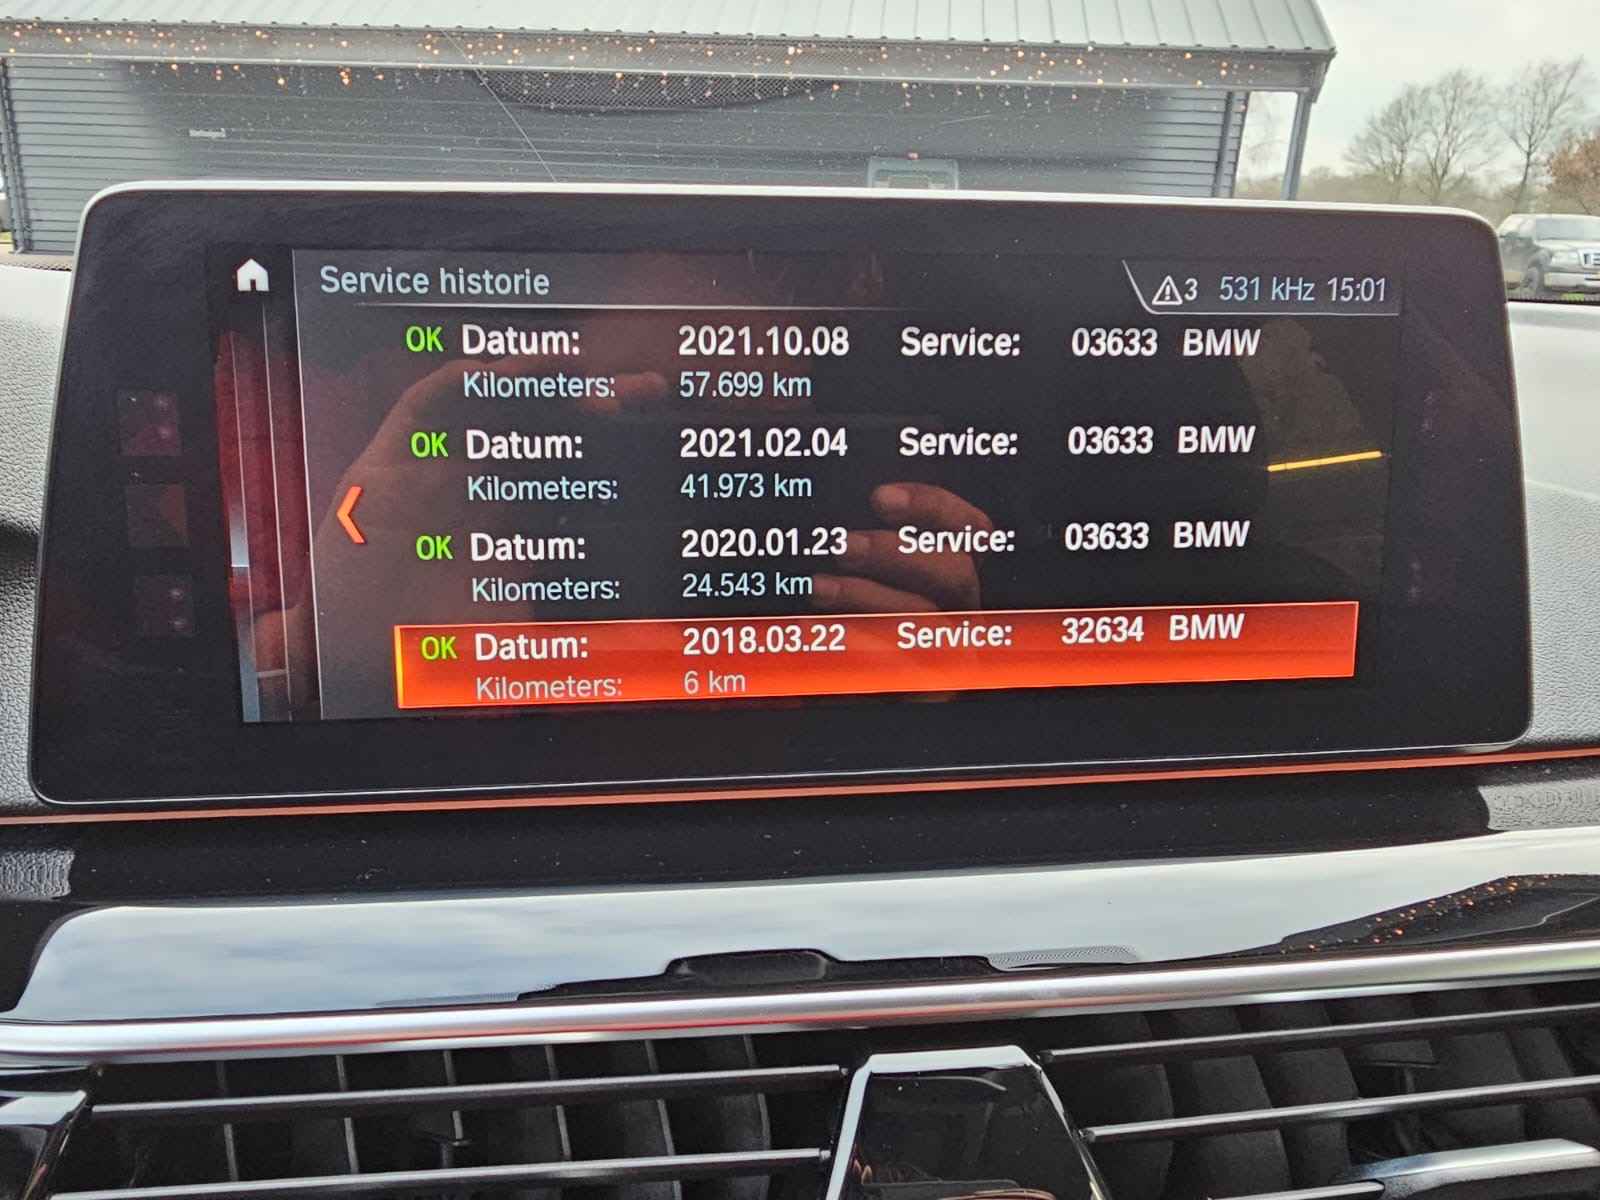 Service historie
3 531 kHz 15:01
OK Datum: 2021.10.08 Service: 03633 BMW
Kilometers: 57.699 km
OK Datum: 2021.02.04 Service: 03633 BMW
Kilometers: 41.973 km
OK Datum: 2020.01.23 Service: 03633 BMW
Kilometers: 24.543 km
OK Datum: 2018.03.22 Service: 32634 BMW
Kilometers: 6 km